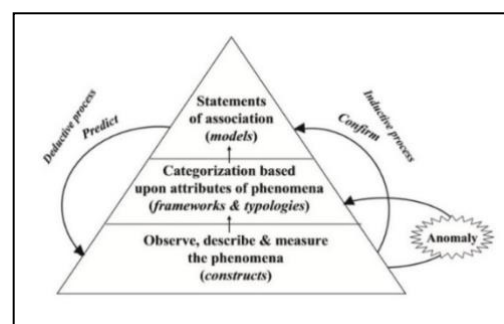 Deductive process
Predict
Statements
of association
(models)
Inductive process
Confirm
Categorization based
upon attributes of phenomena
(frameworks & typologies)
Observe, describe & measure
the phenomena
(constructs)
Anomaly